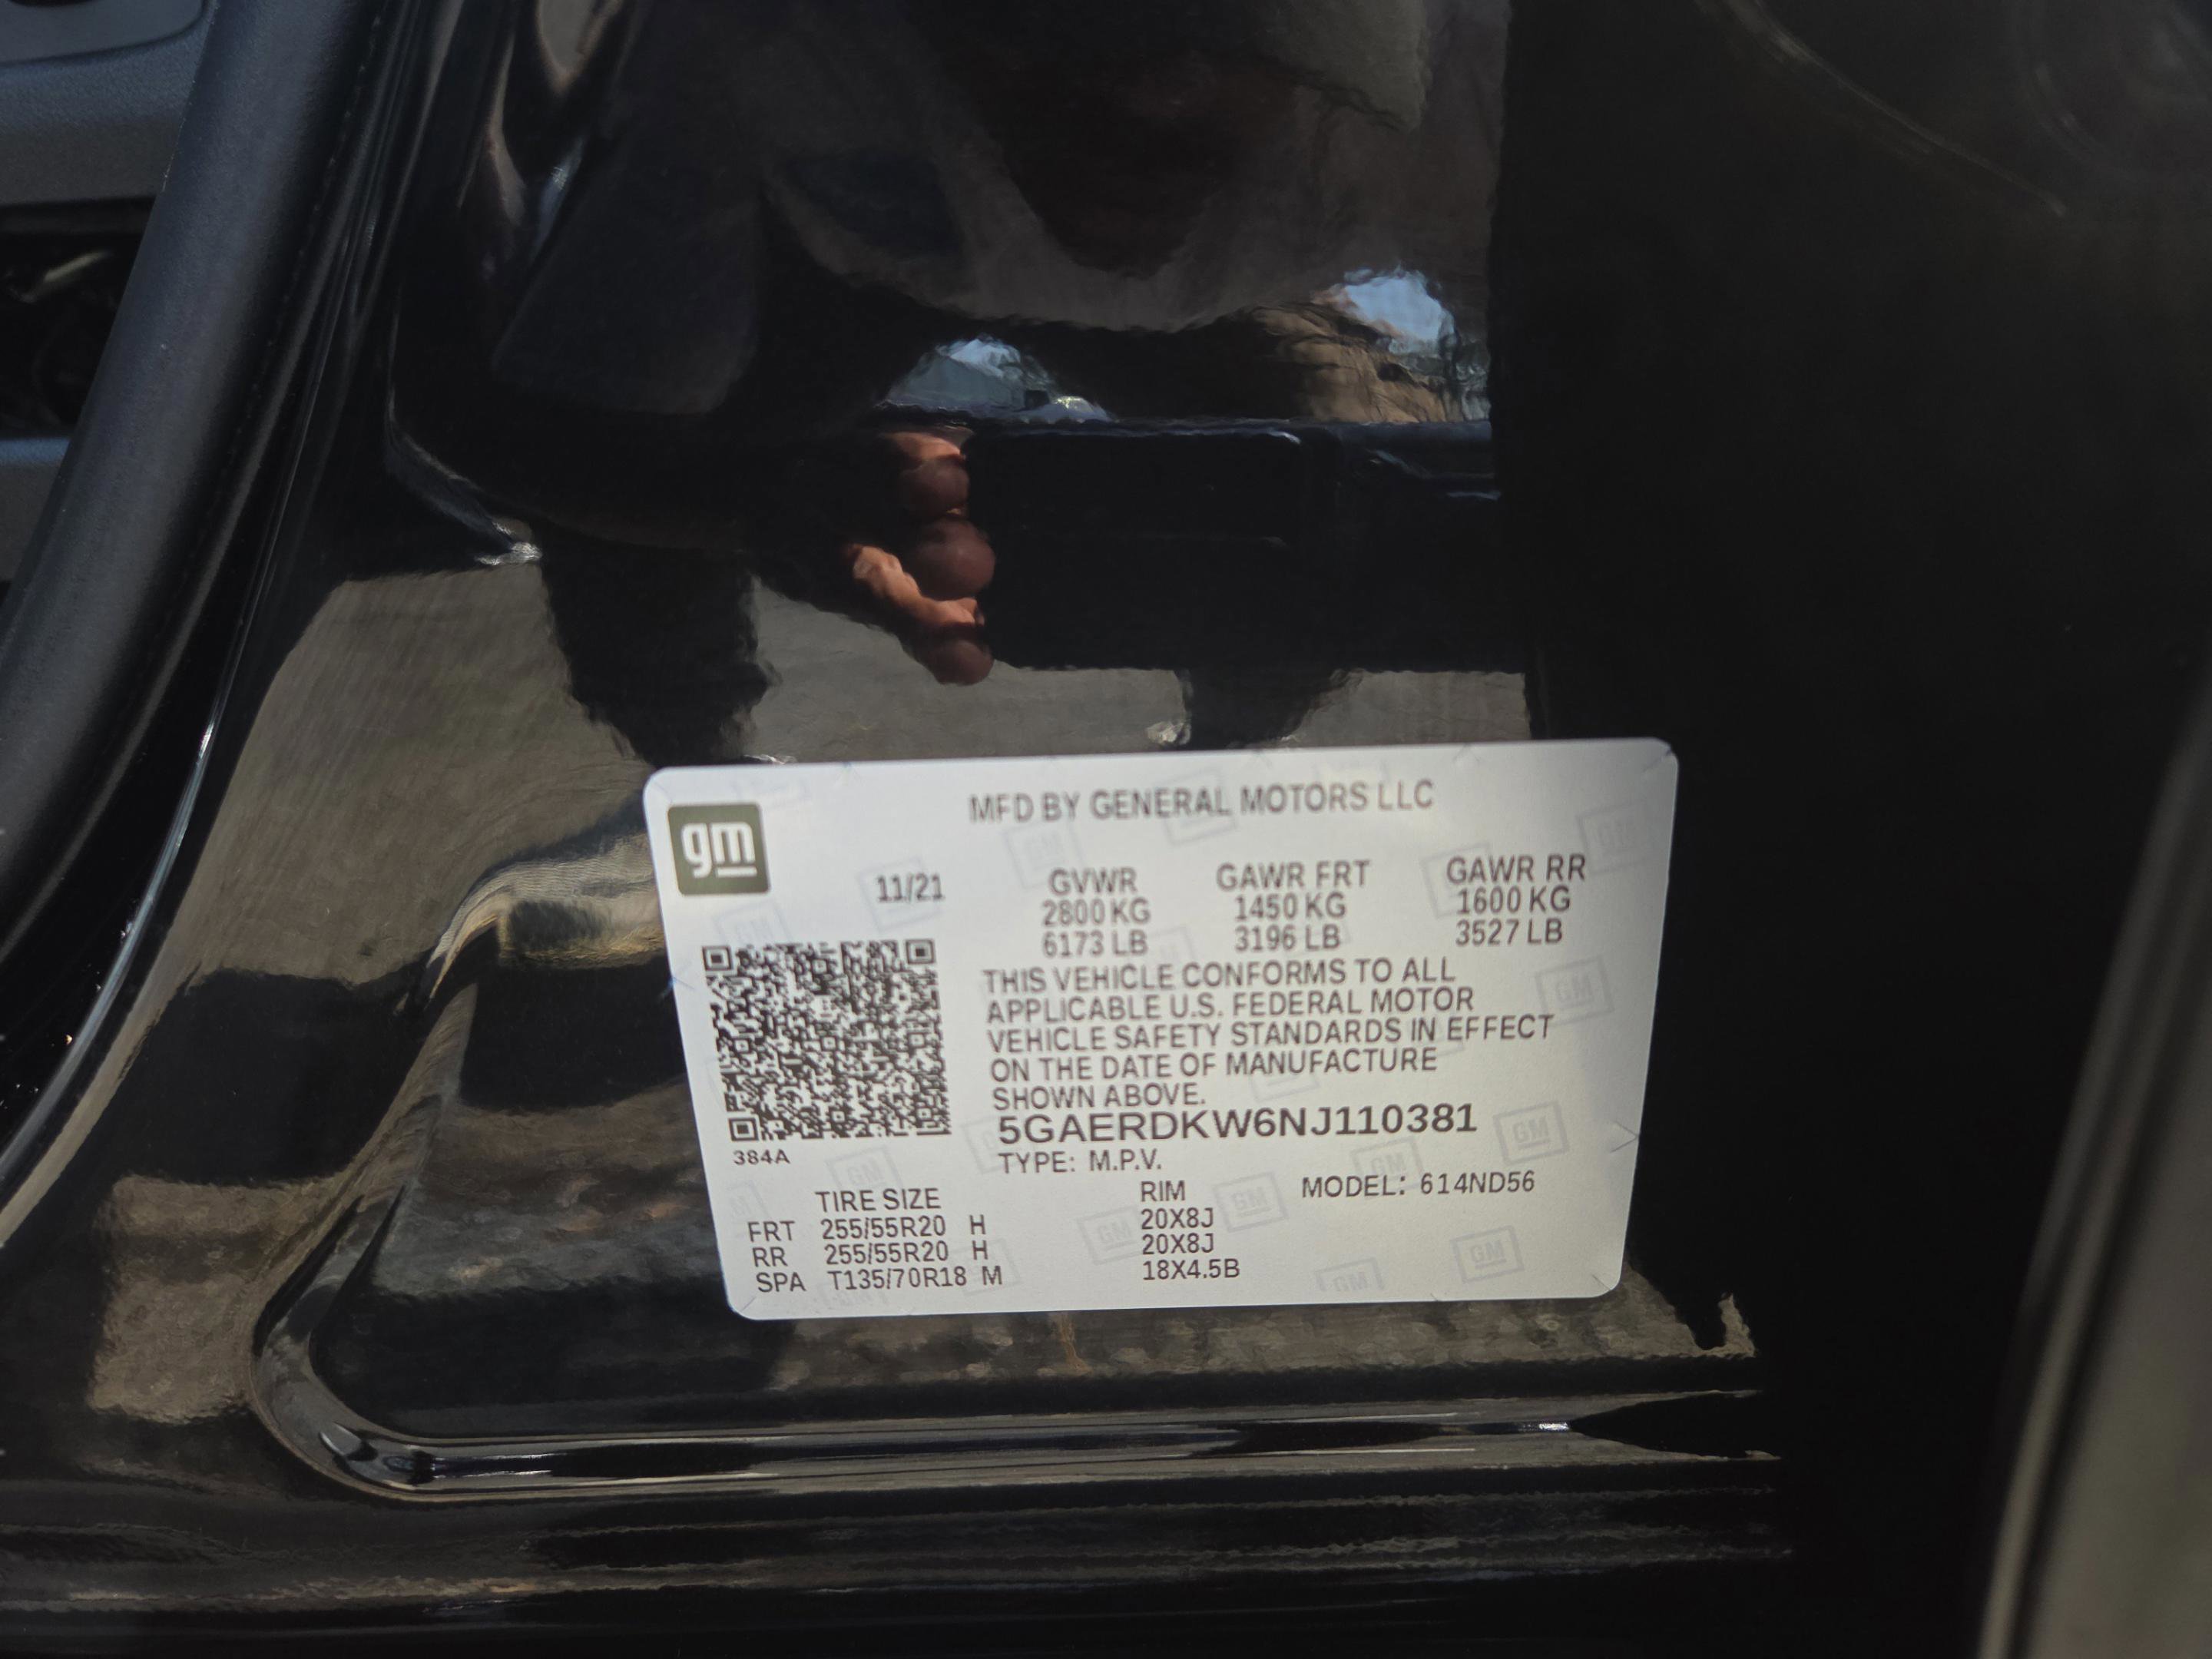 gm
MFD BY GENERAL MOTORS LLC
11/21
GVWR GAWR FRT GAWR RR
2800 KG 1450 KG 1600 KG
6173 LB 3196 LB 3527 LB
THIS VEHICLE CONFORMS TO ALL
APPLICABLE U.S. FEDERAL MOTOR
VEHICLE SAFETY STANDARDS IN EFFECT
ON THE DATE OF MANUFACTURE
SHOWN ABOVE.
5GAERDKW6NJ110381
384A
TYPE: M.P.V.
MODEL: 614ND56
TIRE SIZE RIM
FRT 255/55R20 H 20X8J
RR 255/55R20 H 20X8J
SPA T135/70R18 M 18X4.5B